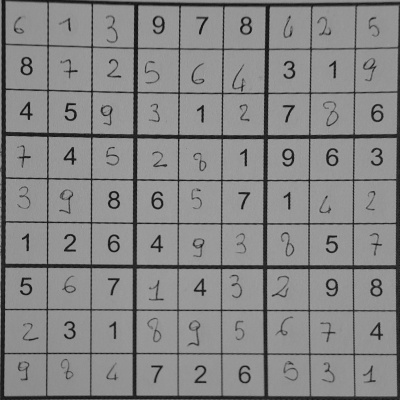 6 1 3 9 7 8 4 2 5
8 7 2 5 6 4 3 1 9
4 5 9 3 1 2 7 8 6
7 4 5 2 8 1 9 6 3
3 9 8 6 5 7 1 4 2
1 2 6 4 9 3 8 5 7
5 6 7 1 4 3 2 9 8
2 3 1 8 9 5 6 7 4
9 8 4 7 2 6 5 3 1